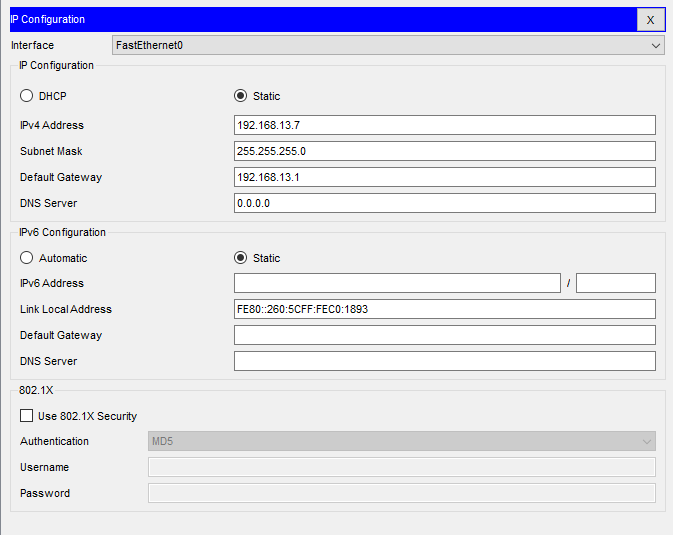 IP Configuration X
Interface FastEthernet0
IP Configuration
DHCP Static
IPv4 Address 192.168.13.7
Subnet Mask 255.255.255.0
Default Gateway 192.168.13.1
DNS Server 0.0.0.0
IPv6 Configuration
Automatic Static
IPv6 Address /
Link Local Address FE80::260:5CFF:FEC0:1893
Default Gateway
DNS Server
802.1X
Use 802.1X Security
Authentication MD5
Username
Password